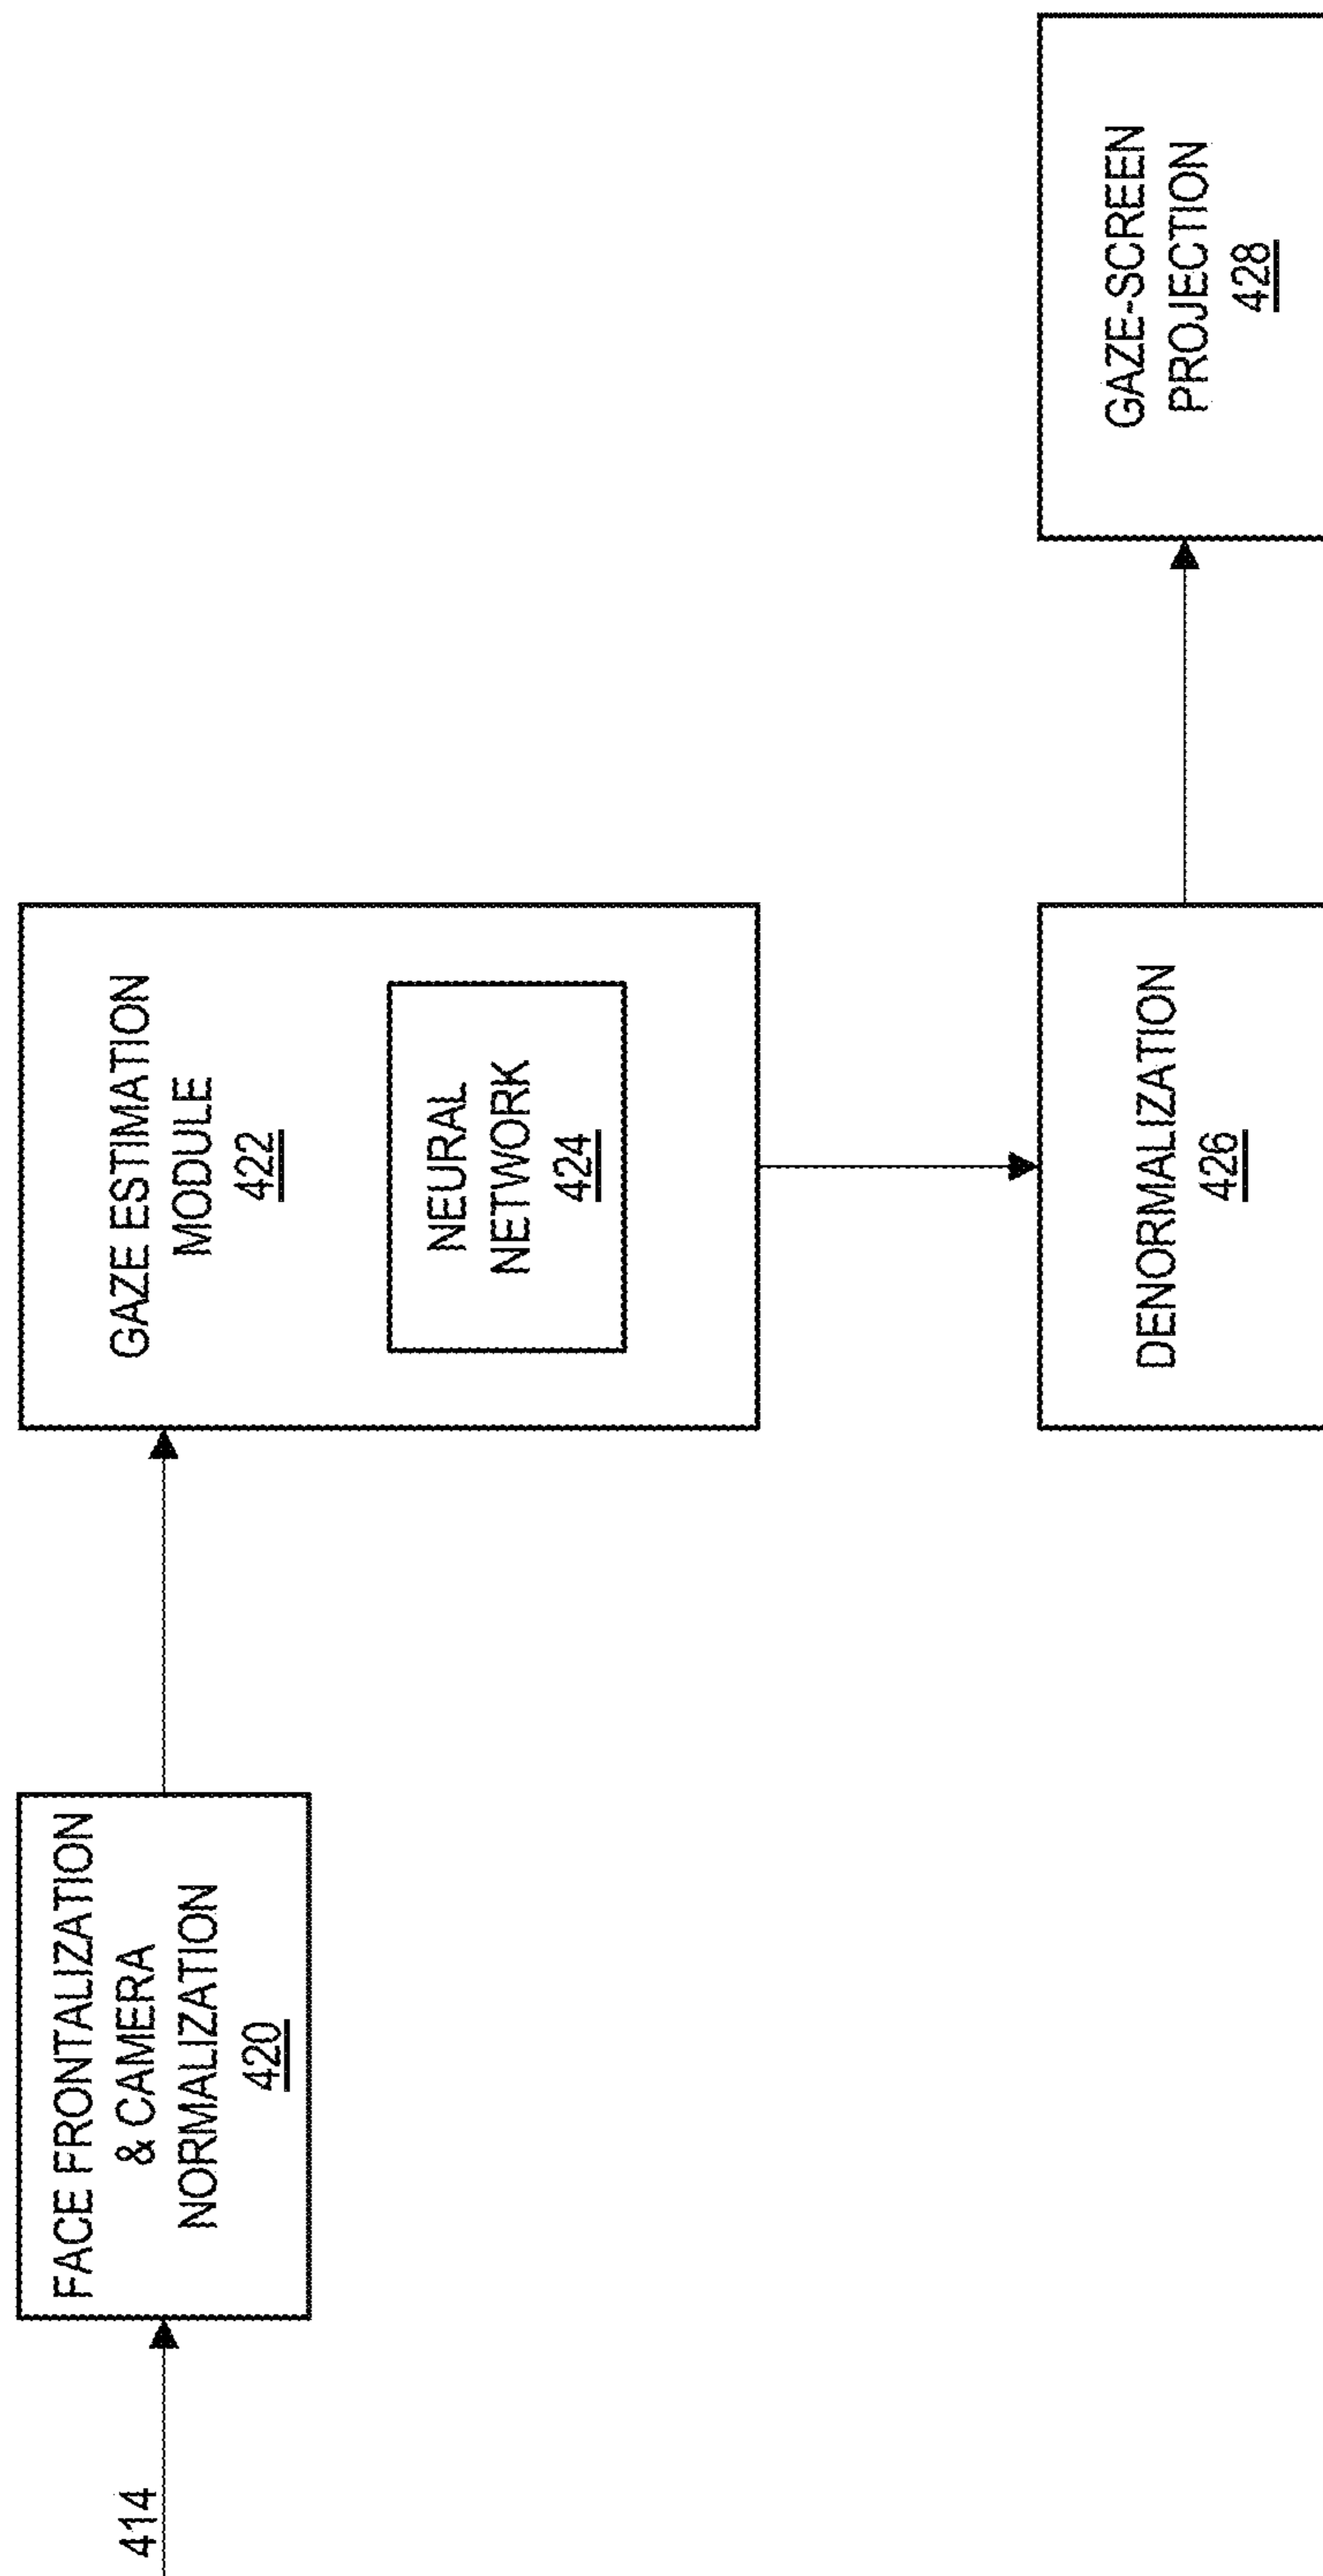 414
FACE FRONTALIZATION
& CAMERA
NORMALIZATION
420
GAZE ESTIMATION
MODULE
422
NEURAL
NETWORK
424
DENORMALIZATION
426
GAZE-SCREEN
PROJECTION
428